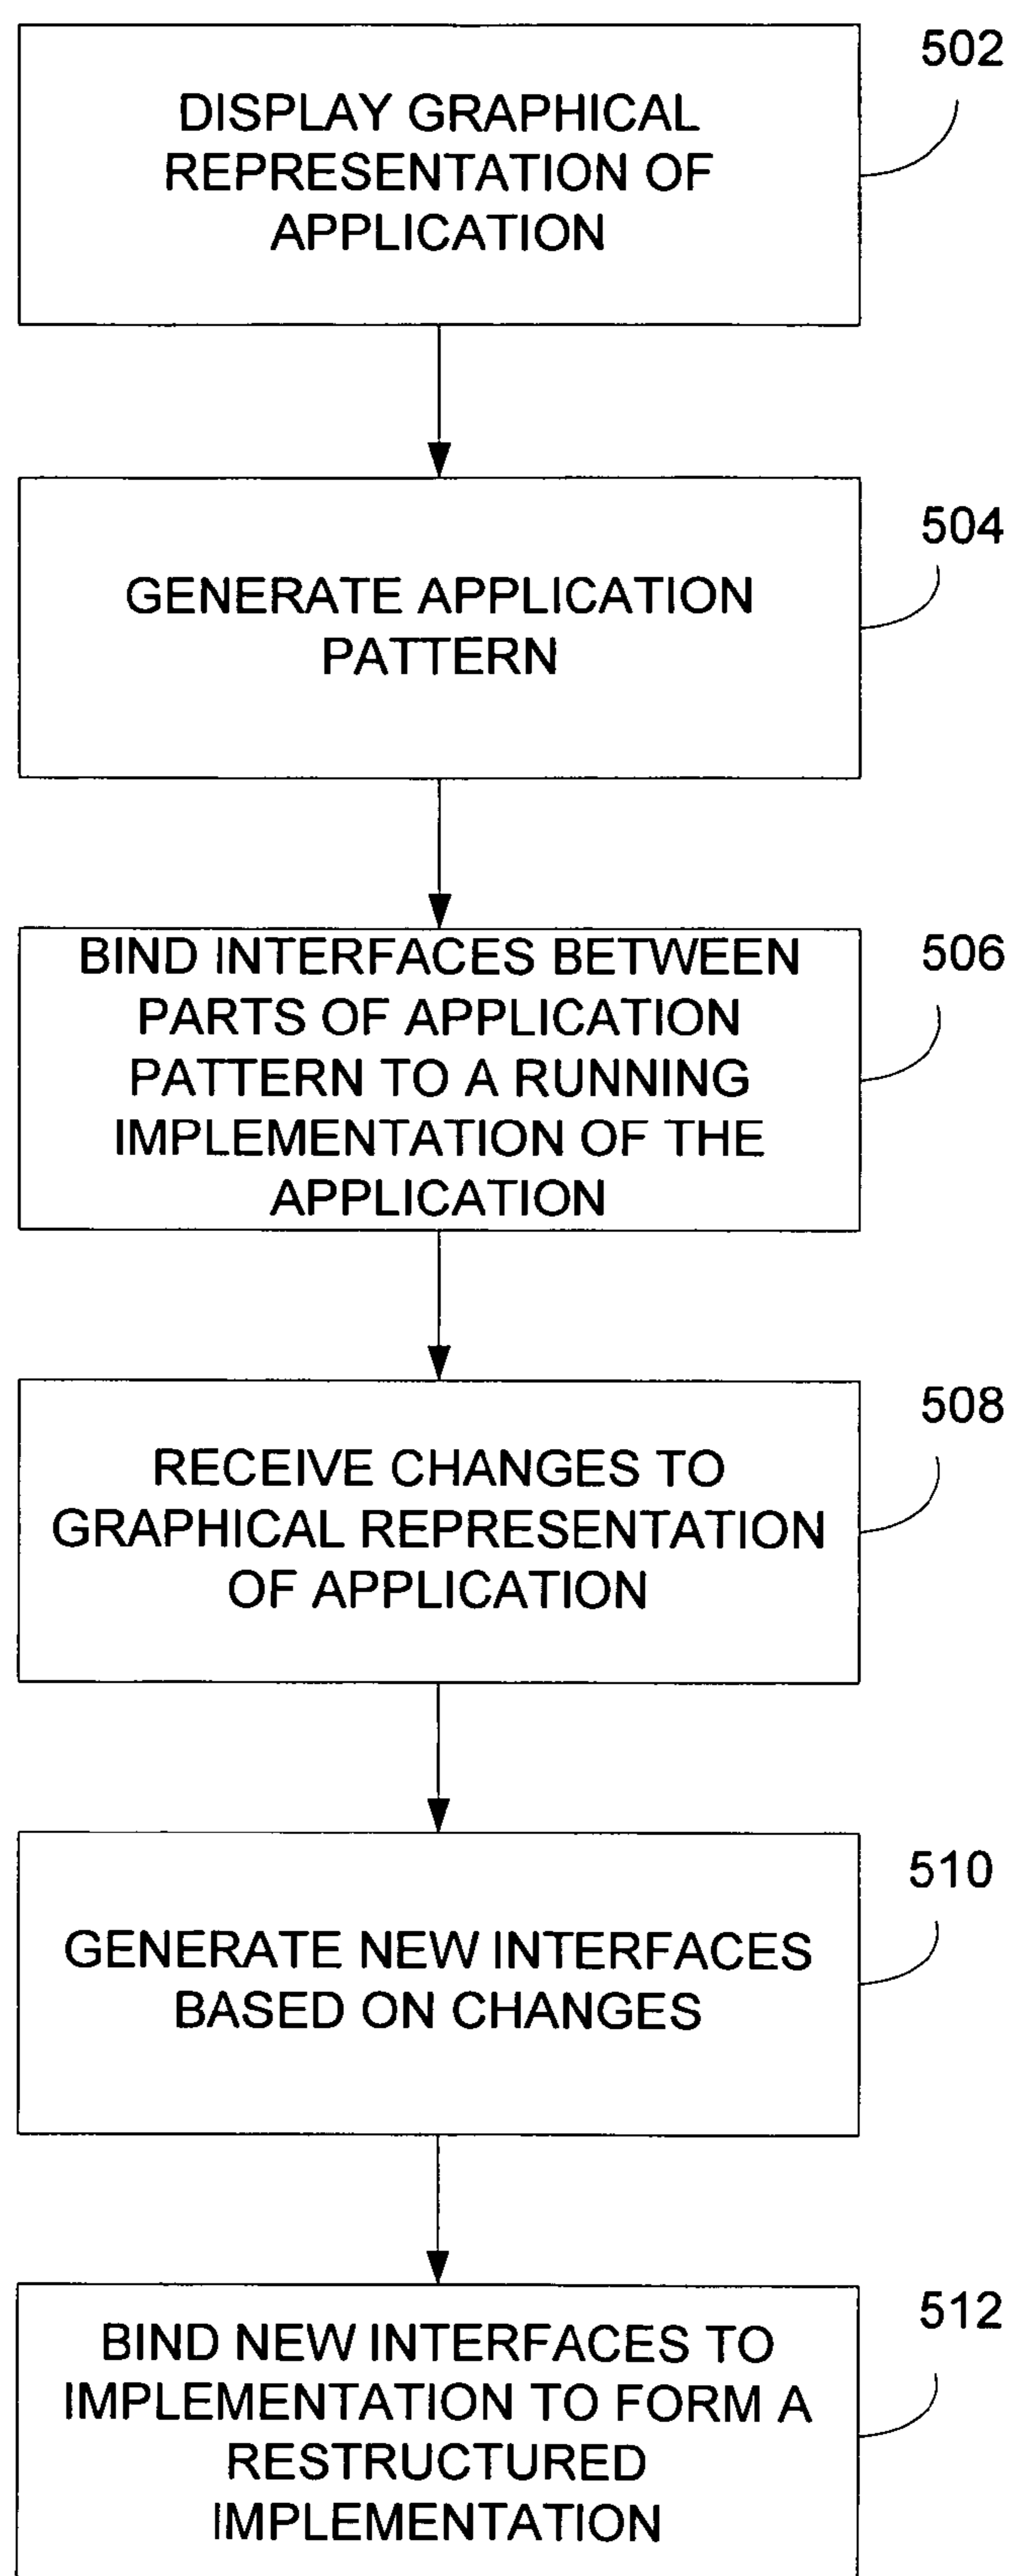 502
DISPLAY GRAPHICAL
REPRESENTATION OF
APPLICATION
504
GENERATE APPLICATION
PATTERN
506
BIND INTERFACES BETWEEN
PARTS OF APPLICATION
PATTERN TO A RUNNING
IMPLEMENTATION OF THE
APPLICATION
508
RECEIVE CHANGES TO
GRAPHICAL REPRESENTATION
OF APPLICATION
510
GENERATE NEW INTERFACES
BASED ON CHANGES
512
BIND NEW INTERFACES TO
IMPLEMENTATION TO FORM A
RESTRUCTURED
IMPLEMENTATION